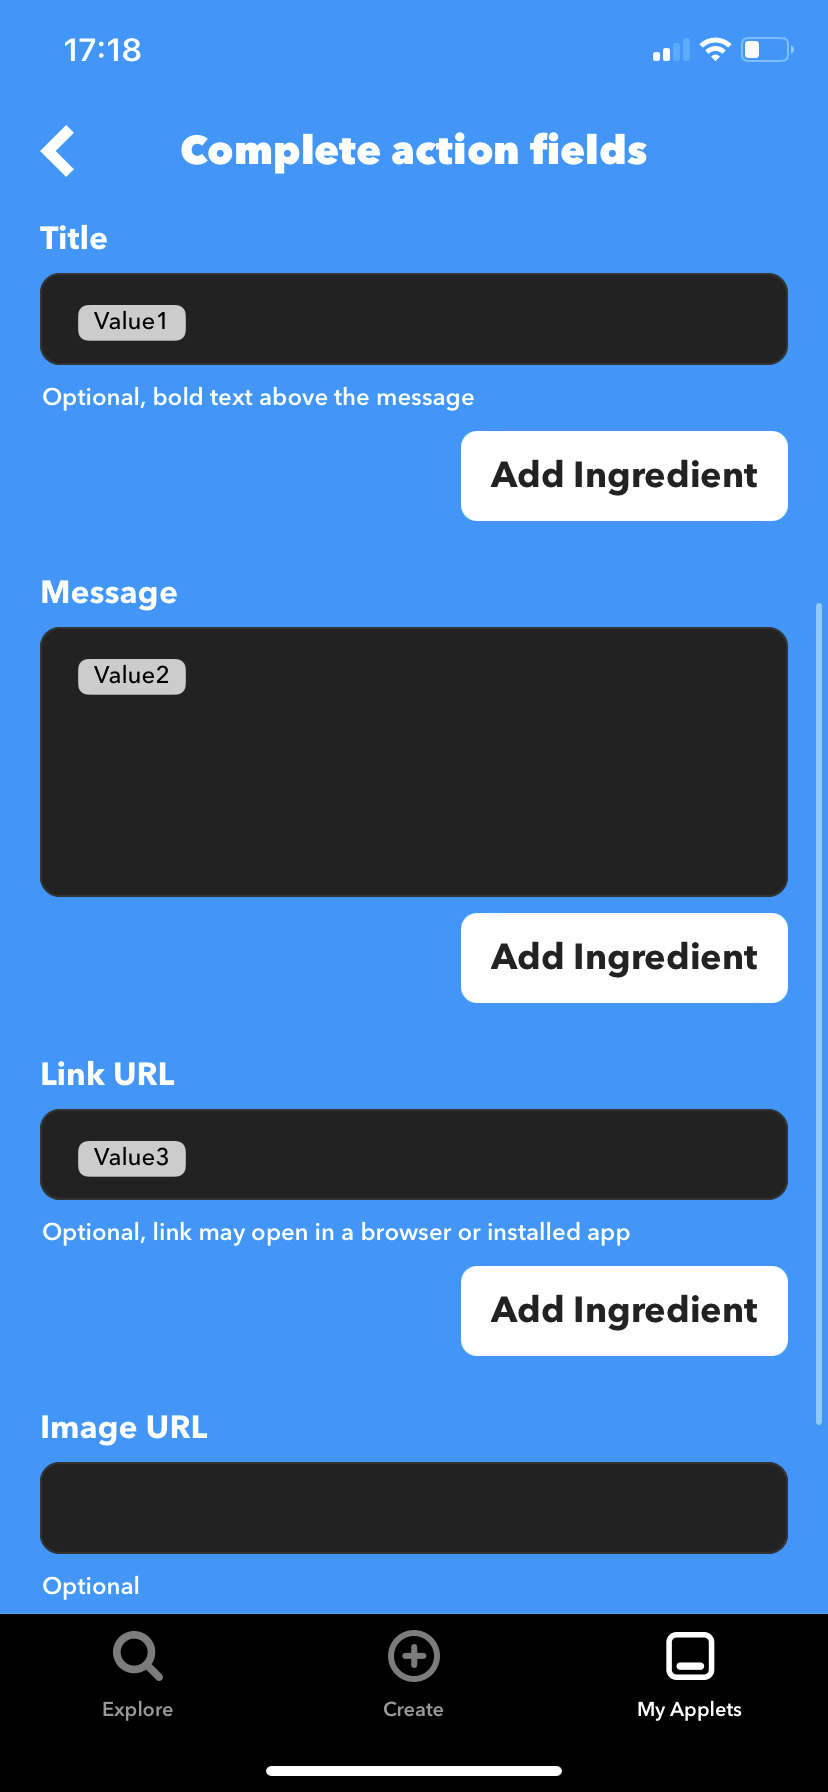 17:18
Complete action fields
Title
Value1
Optional, bold text above the message
Add Ingredient
Message
Value2
Add Ingredient
Link URL
Value3
Optional, link may open in a browser or installed app
Add Ingredient
Image URL
Optional
Explore
Create
My Applets